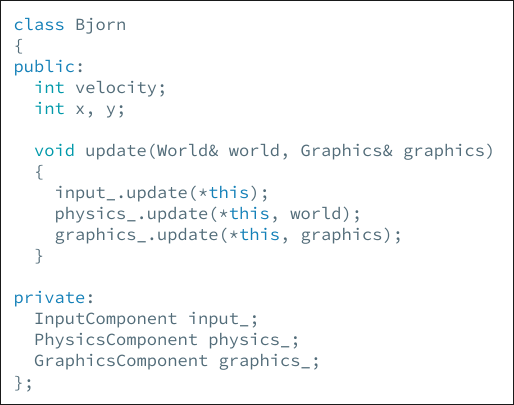 class Bjorn
{
public:
  int velocity;
  int x, y;

  void update(World& world, Graphics& graphics)
  {
    input_.update(*this);
    physics_.update(*this, world);
    graphics_.update(*this, graphics);
  }

private:
  InputComponent input_;
  PhysicsComponent physics_;
  GraphicsComponent graphics_;
};